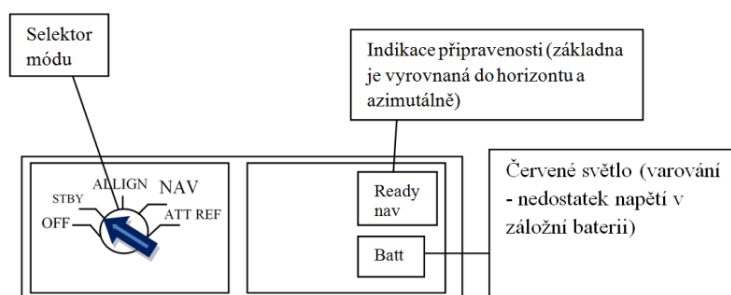 Selektor
módu
Indikace připravenosti (základna
je vyrovnaná do horizontu a
azimutálně)
ALLIGN
NAV
STBY
ATT REF
OFF
Ready
nav
Batt
Červené světlo (varování
- nedostatek napětí v
záložní baterii)